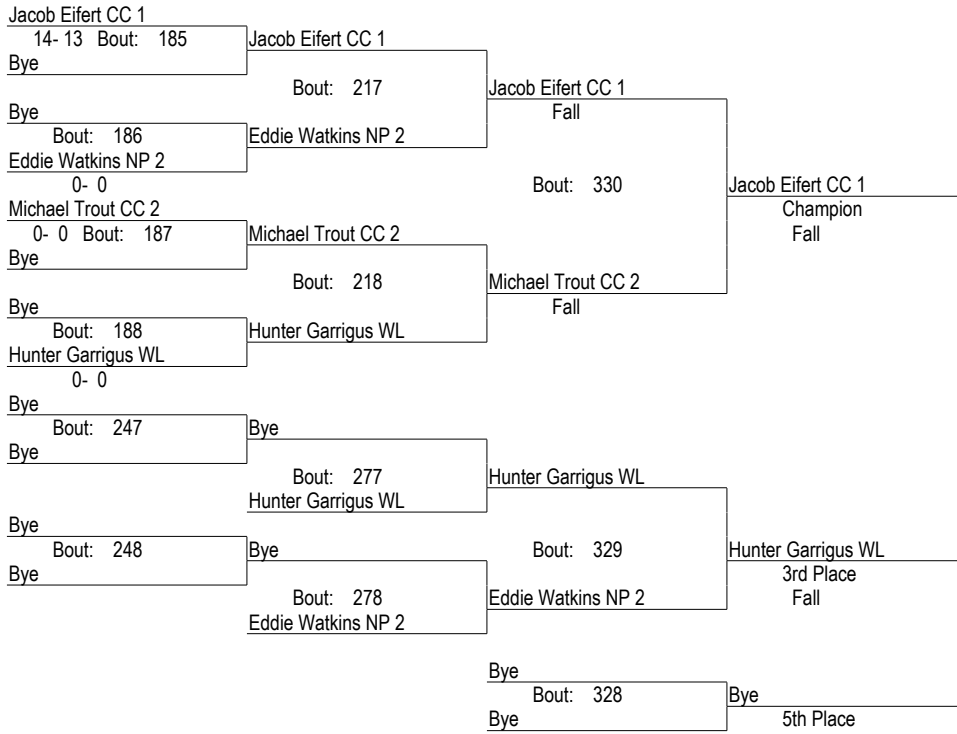 Jacob Eifert CC 1
14- 13 Bout: 185 Jacob Eifert CC 1
Bye
Bout: 217 Jacob Eifert CC 1
Bye Fall
Bout: 186 Eddie Watkins NP 2
Eddie Watkins NP 2
0- 0 Bout: 330 Jacob Eifert CC 1
Michael Trout CC 2 Champion
0- 0 Bout: 187 Michael Trout CC 2 Fall
Bye
Bout: 218 Michael Trout CC 2
Bye Fall
Bout: 188 Hunter Garrigus WL
Hunter Garrigus WL
0- 0
Bye
Bout: 247 Bye
Bye
Bout: 277 Hunter Garrigus WL
Hunter Garrigus WL
Bye
Bout: 248 Bye Bout: 329 Hunter Garrigus WL
Bye 3rd Place
Bout: 278 Eddie Watkins NP 2 Fall
Eddie Watkins NP 2
Bye
Bout: 328 Bye
Bye 5th Place